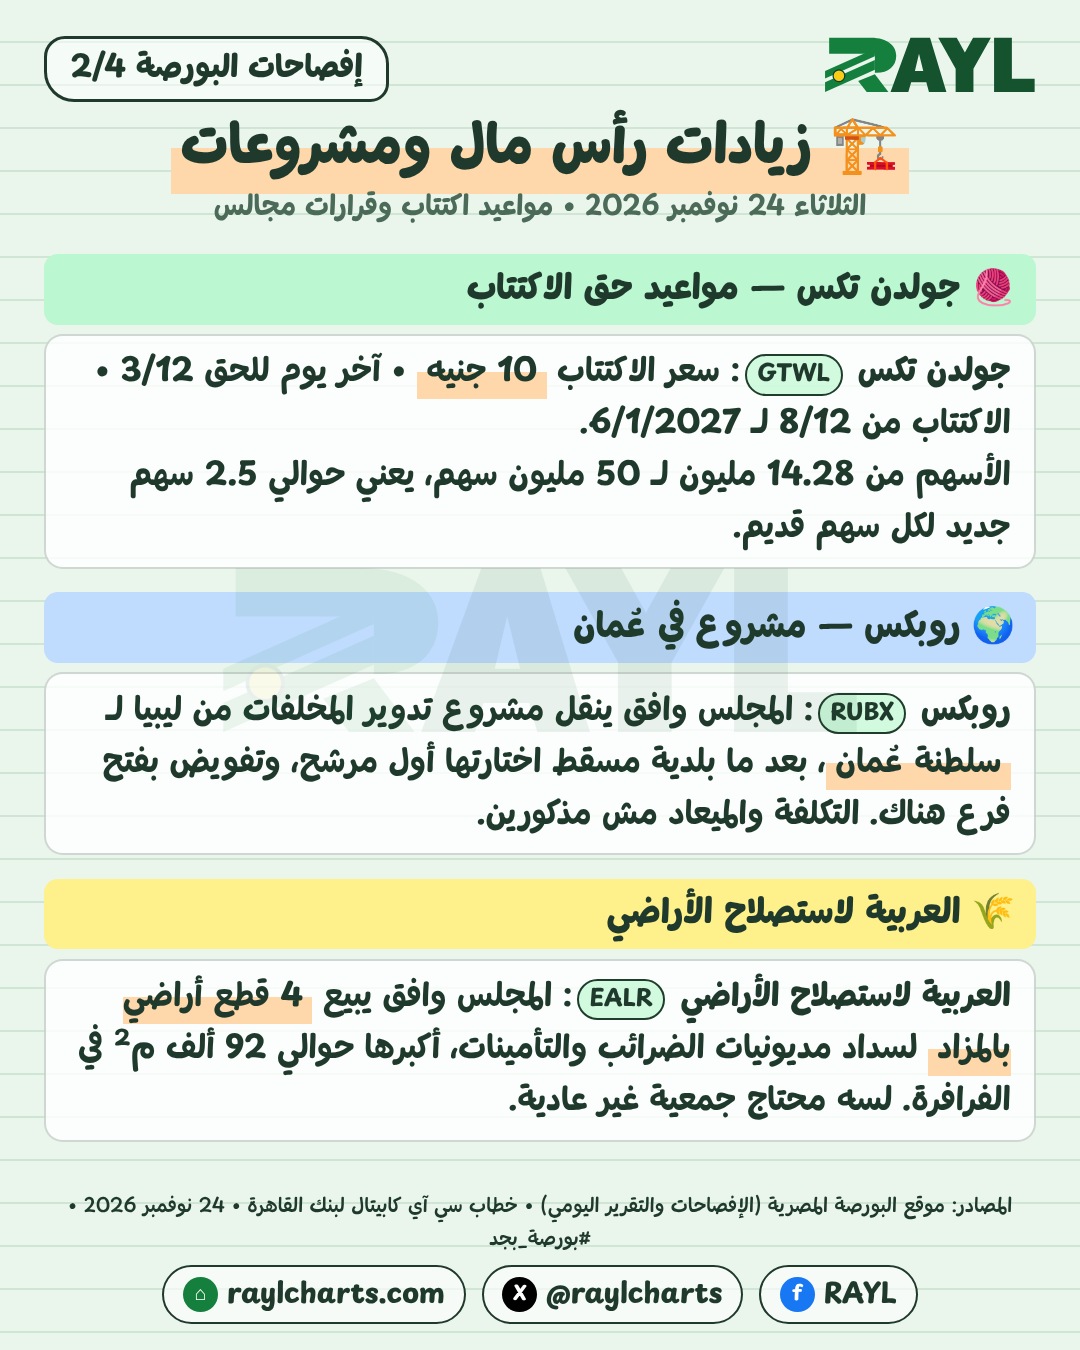 RAYL
إفصاحات البورصة 2/4
زيادات رأس مال ومشروعات
الثلاثاء 24 نوفمبر 2026 • مواعيد اكتتاب وقرارات مجالس
جولدن تكس — مواعيد حق الاكتتاب
جولدن تكس GTWL: سعر الاكتتاب 10 جنيه • آخر يوم للحق 3/12 •
الاكتتاب من 8/12 لـ 6/1/2027.
الأسهم من 14.28 مليون لـ 50 مليون سهم، يعني حوالي 2.5 سهم
جديد لكل سهم قديم.
روبكس — مشروع في عُمان
روبكس RUBX: المجلس وافق ينقل مشروع تدوير المخلفات من ليبيا لـ
سلطنة عُمان، بعد ما بلدية مسقط اختارتها أول مرشح، وتفويض بفتح
فرع هناك. التكلفة والميعاد مش مذكورين.
العربية لاستصلاح الأراضي
العربية لاستصلاح الأراضي EALR: المجلس وافق يبيع 4 قطع أراضي
بالمزاد لسداد مديونيات الضرائب والتأمينات، أكبرها حوالي 92 ألف م² في
الفرافرة. لسه محتاج جمعية غير عادية.
المصادر: موقع البورصة المصرية (الإفصاحات والتقرير اليومي) • خطاب سي آي كابيتال لبنك القاهرة • 24 نوفمبر 2026 •
#بورصة_بجد
raylcharts.com
X @raylcharts
f RAYL